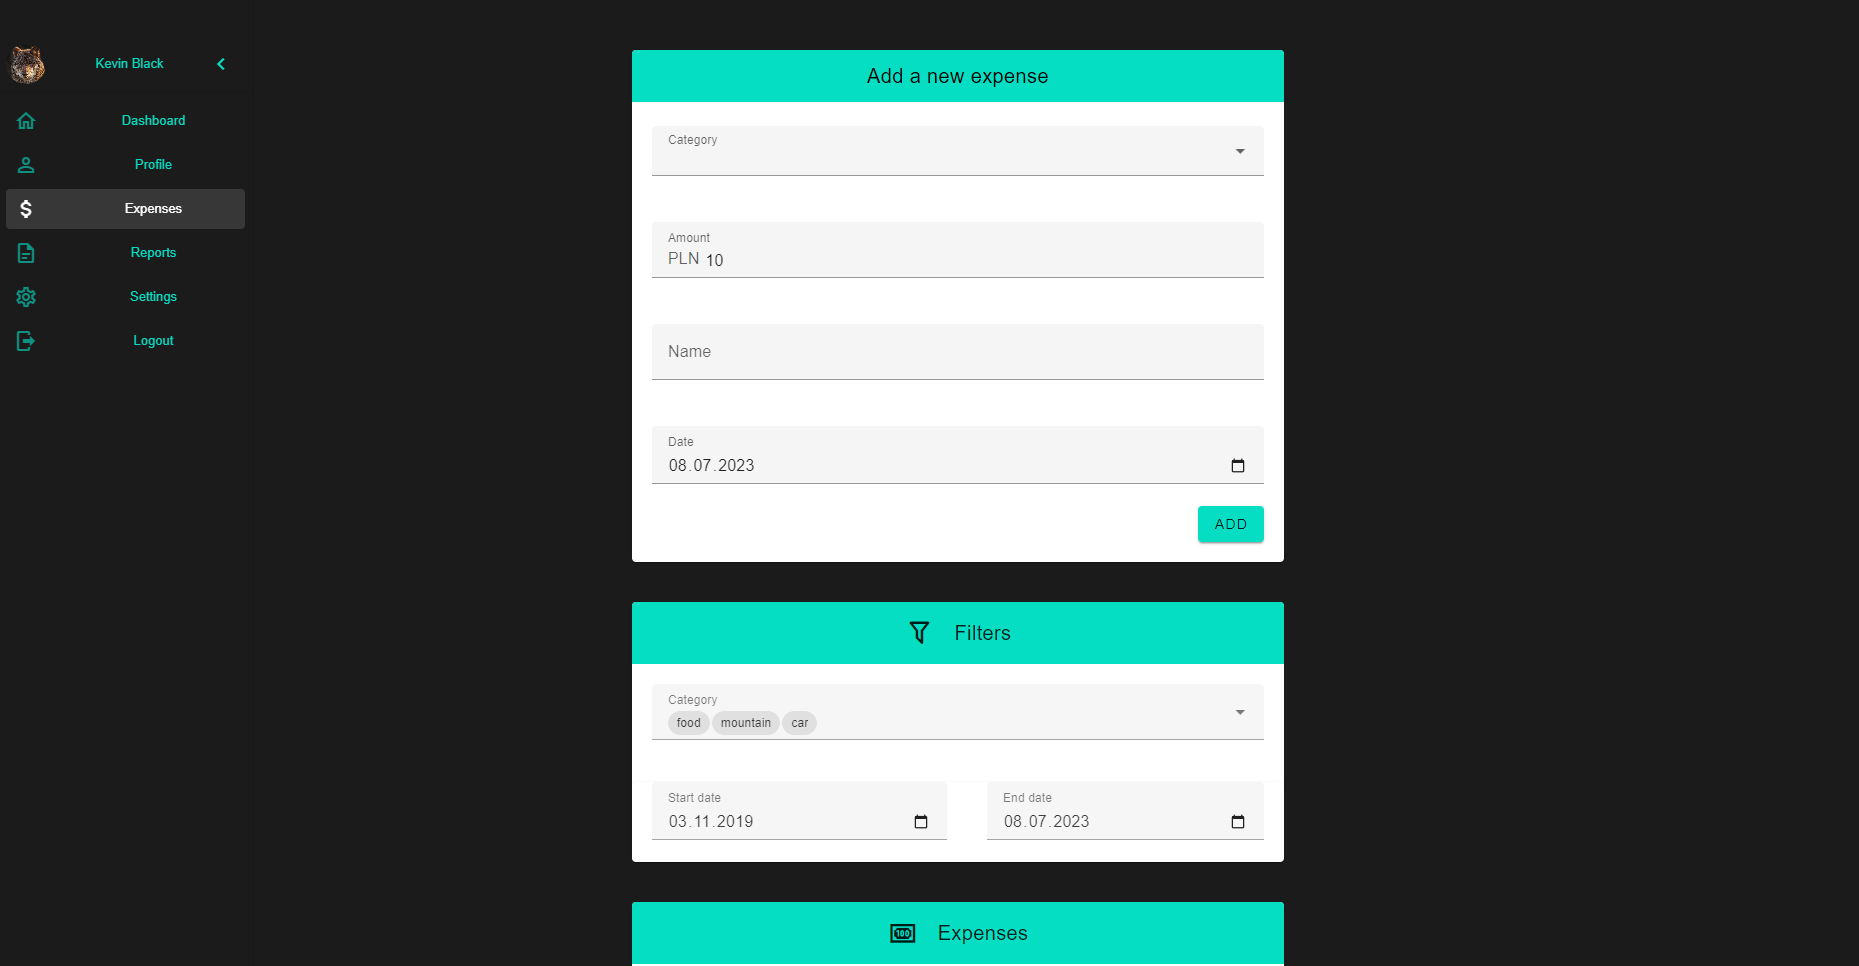 Kevin Black
Dashboard
Profile
Expenses
Reports
Settings
Logout
Add a new expense
Category
Amount
PLN 10
Name
Date
08.07.2023
ADD
Filters
Category
food mountain car
Start date
03.11.2019
End date
08.07.2023
100 Expenses